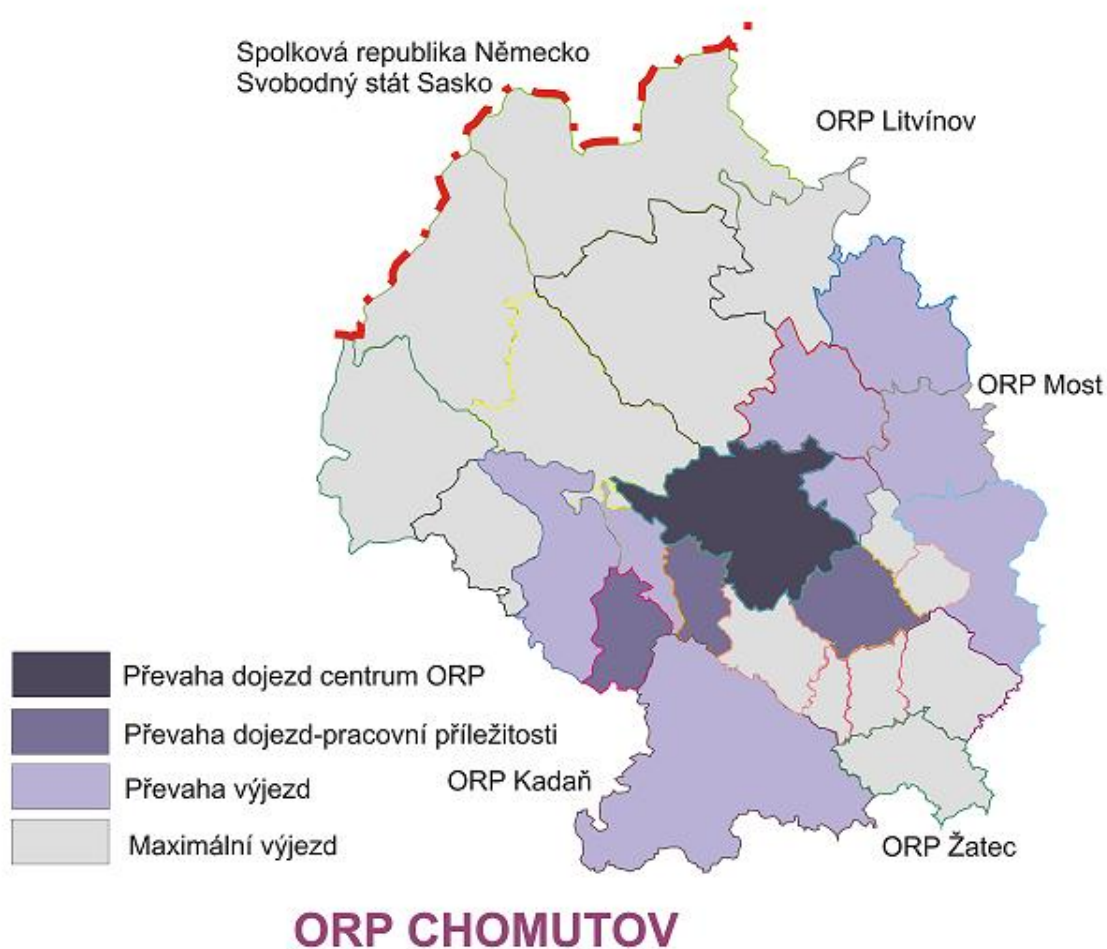 Spolková republika Německo
Svobodný stát Sasko
ORP Litvínov
ORP Most
Převaha dojezd centrum ORP
Převaha dojezd-pracovní příležitosti
Převaha výjezd
ORP Kadaň
Maximální výjezd
ORP Žatec
ORP CHOMUTOV